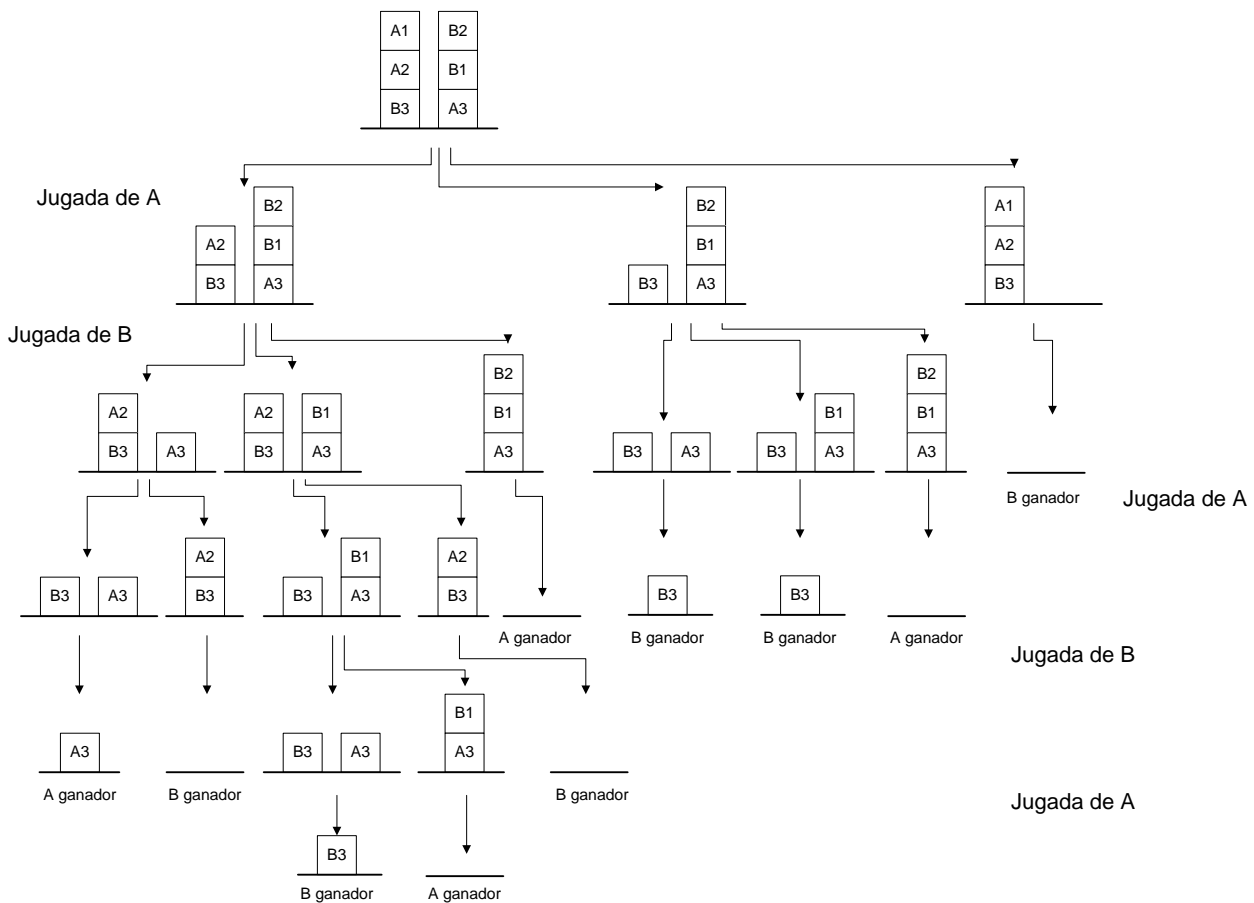 A1 B2
A2 B1
B3 A3
Jugada de A
B2 B2 A1
A2 B1 B1 A2
B3 A3 B3 A3 B3
Jugada de B
B2 B2
A2 A2 B1 B1 B1 B1
B3 A3 B3 A3 A3 B3 A3 B3 A3 A3
B ganador Jugada de A
A2 B1 A2
B3 A3 B3 B3 A3 B3 B3 B3
A ganador B ganador B ganador A ganador
Jugada de B
B1
A3 B3 A3 A3
A ganador B ganador B ganador Jugada de A
B3
B ganador A ganador